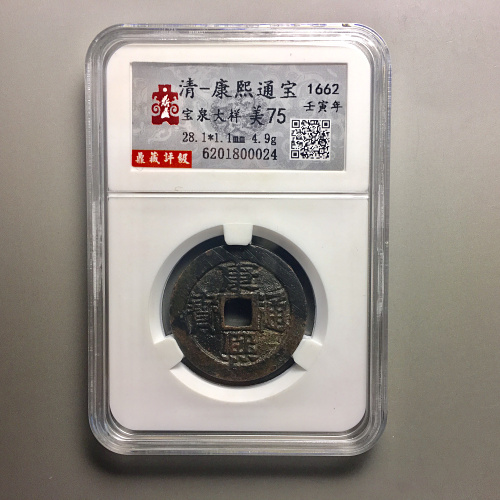 清-康熙通宝 1662
宝泉大样 美75 壬寅年
28.1*1.1mm 4.9g
鼎藏评级 6201800024
康熙通寶